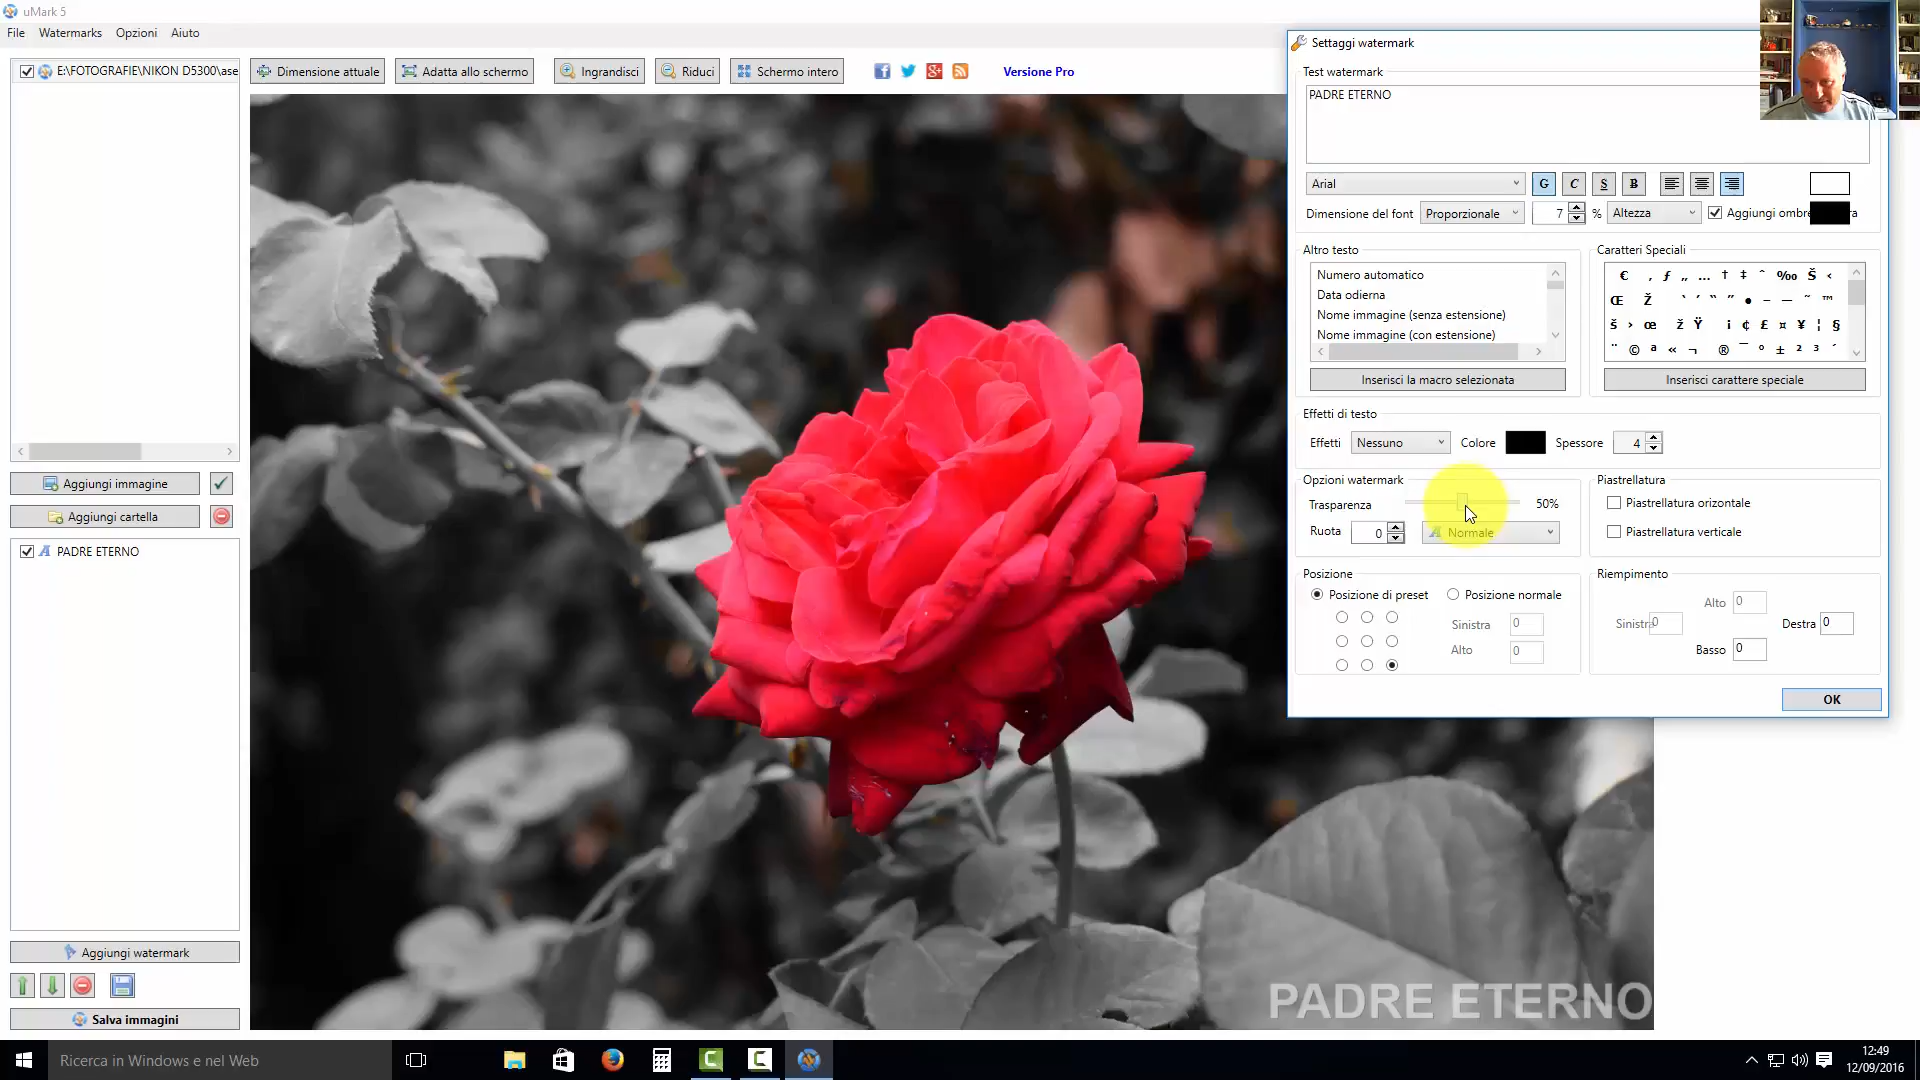 uMark 5
File Watermarks Opzioni Aiuto
E:\FOTOGRAFIE\NIKON D5300\ase
Dimensione attuale
Adatta allo schermo
Ingrandisci
Riduci
Schermo intero
Versione Pro
Aggiungi immagine
Aggiungi cartella
PADRE ETERNO
Aggiungi watermark
Salva immagini
PADRE ETERNO
Settaggi watermark
Test watermark
PADRE ETERNO
Arial G C S B
Dimensione del font Proporzionale 7 % Altezza Aggiungi ombre a
Altro testo
Numero automatico
Data odierna
Nome immagine (senza estensione)
Nome immagine (con estensione)
Inserisci la macro selezionata
Caratteri Speciali
€ ‚ ƒ „ … † ‡ ˆ ‰ Š ‹
Œ Ž ‘ ’ “ ” • – — ˜ ™
š › œ ž Ÿ ¡ ¢ £ ¤ ¥ ¦ §
¨ © ª « ¬ ® ¯ ° ± ² ³ ´
Inserisci carattere speciale
Effetti di testo
Effetti Nessuno Colore Spessore 4
Opzioni watermark
Trasparenza 50%
Ruota 0 A Normale
Piastrellatura
Piastrellatura orizontale
Piastrellatura verticale
Posizione
Posizione di preset Posizione normale
Sinistra 0
Alto 0
Riempimento
Alto 0
Sinistra 0 Destra 0
Basso 0
OK
Ricerca in Windows e nel Web
12:49
12/09/2016